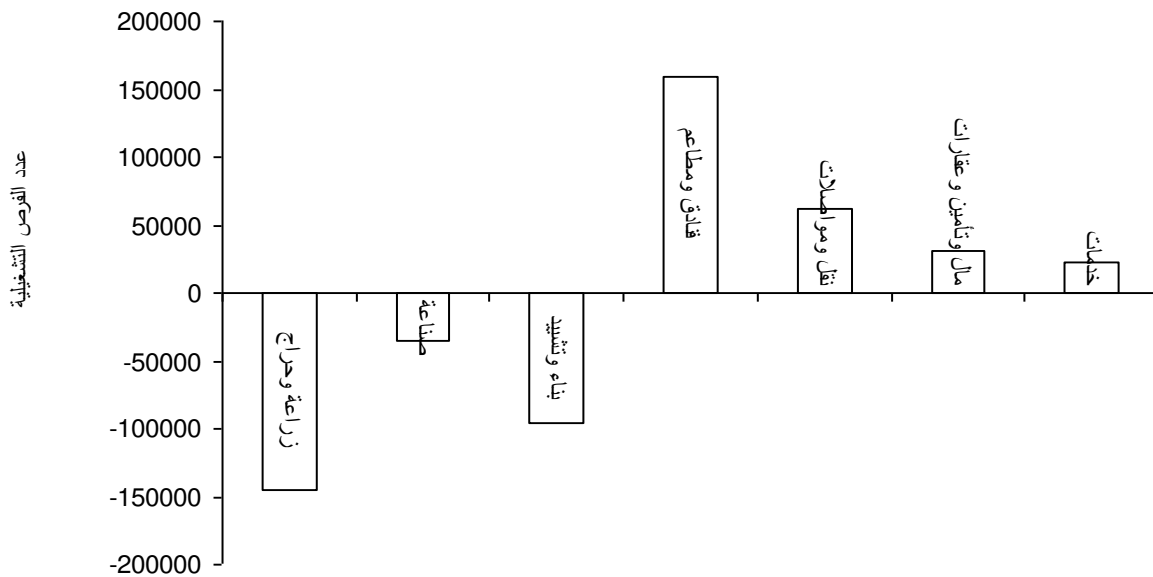 200000
150000
100000
50000
0
-50000
-100000
-150000
-200000
عدد الفرص التشغيلية
زراعة وحراج
صناعة
بناء وتشييد
فنادق ومطاعم
نقل ومواصلات
مال وتأمين وعقارات
خدمات